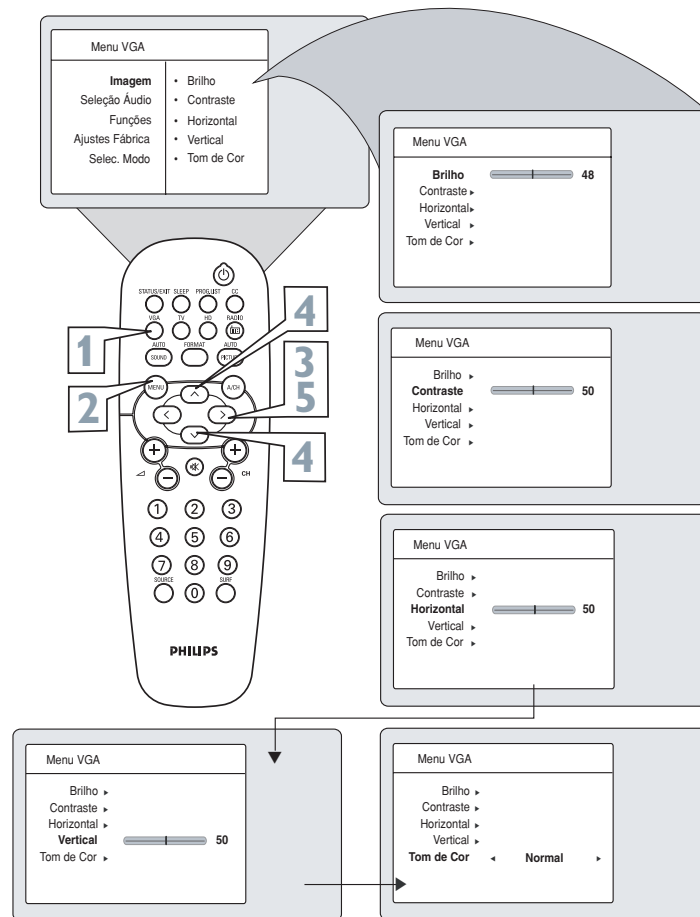 Menu VGA
Imagem • Brilho
Seleção Áudio • Contraste
Funções • Horizontal
Ajustes Fábrica • Vertical
Selec. Modo • Tom de Cor
Menu VGA
Brilho 48
Contraste
Horizontal
Vertical
Tom de Cor
STATUS/EXIT SLEEP PROG.LIST CC
VGA TV HD RADIO
AUTO FORMAT AUTO
SOUND PICTURE
MENU A/CH
CH
1 2 3
4 5 6
7 8 9
SOURCE 0 SURF
PHILIPS
1
2
4
3
5
4
Menu VGA
Brilho
Contraste 50
Horizontal
Vertical
Tom de Cor
Menu VGA
Brilho
Contraste
Horizontal 50
Vertical
Tom de Cor
Menu VGA
Brilho
Contraste
Horizontal
Vertical 50
Tom de Cor
Menu VGA
Brilho
Contraste
Horizontal
Vertical
Tom de Cor Normal